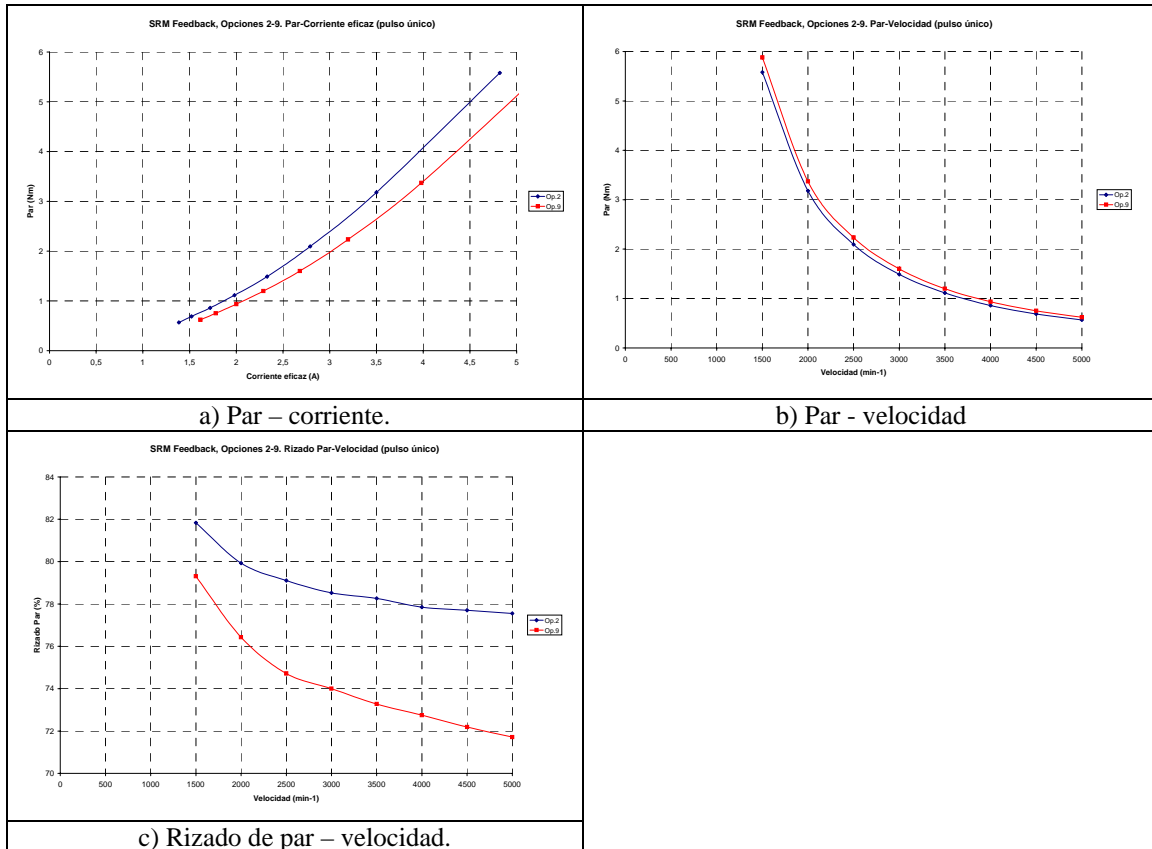 SRM Feedback, Opciones 2-9. Par-Corriente eficaz (pulso único)
6
5
4
3
2
1
0
Par (Nm)
0 0,5 1 1,5 2 2,5 3 3,5 4 4,5 5
Corriente eficaz (A)
Op.2
Op.9
a) Par – corriente.
SRM Feedback, Opciones 2-9. Par-Velocidad (pulso único)
6
5
4
3
2
1
0
Par (Nm)
0 500 1000 1500 2000 2500 3000 3500 4000 4500 5000
Velocidad (min-1)
Op.2
Op.9
b) Par - velocidad
SRM Feedback, Opciones 2-9. Rizado Par-Velocidad (pulso único)
84
82
80
78
76
74
72
70
Rizado Par (%)
0 500 1000 1500 2000 2500 3000 3500 4000 4500 5000
Velocidad (min-1)
Op.2
Op.9
c) Rizado de par – velocidad.